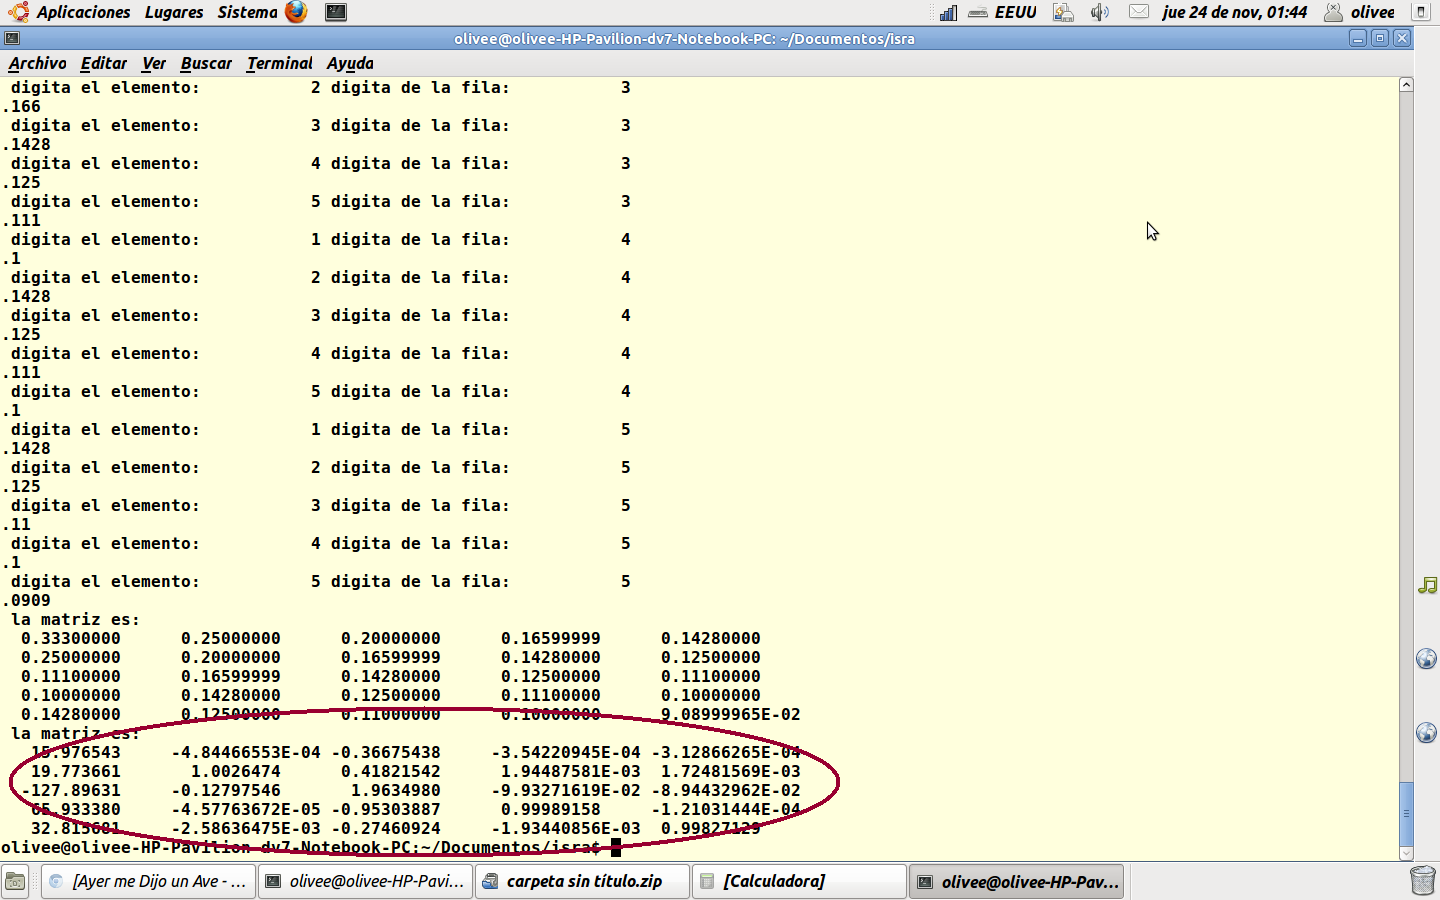 Aplicaciones Lugares Sistema EEUU jue 24 de nov, 01:44 olivee
olivee@olivee-HP-Pavilion-dv7-Notebook-PC: ~/Documentos/isra
Archivo Editar Ver Buscar Terminal Ayuda
digita el elemento: 2 digita de la fila: 3
.166
digita el elemento: 3 digita de la fila: 3
.1428
digita el elemento: 4 digita de la fila: 3
.125
digita el elemento: 5 digita de la fila: 3
.111
digita el elemento: 1 digita de la fila: 4
.1
digita el elemento: 2 digita de la fila: 4
.1428
digita el elemento: 3 digita de la fila: 4
.125
digita el elemento: 4 digita de la fila: 4
.111
digita el elemento: 5 digita de la fila: 4
.1
digita el elemento: 1 digita de la fila: 5
.1428
digita el elemento: 2 digita de la fila: 5
.125
digita el elemento: 3 digita de la fila: 5
.11
digita el elemento: 4 digita de la fila: 5
.1
digita el elemento: 5 digita de la fila: 5
.0909
la matriz es:
0.33300000 0.25000000 0.20000000 0.16599999 0.14280000
0.25000000 0.20000000 0.16599999 0.14280000 0.12500000
0.11100000 0.16599999 0.14280000 0.12500000 0.11100000
0.10000000 0.14280000 0.12500000 0.11100000 0.10000000
0.14280000 0.12500000 0.11000000 0.10000000 9.08999965E-02
la matriz es:
15.976543 -4.84466553E-04 -0.36675438 -3.54220945E-04 -3.12866265E-04
19.773661 1.0026474 0.41821542 1.94487581E-03 1.72481569E-03
-127.89631 -0.12797546 1.9634980 -9.93271619E-02 -8.94432962E-02
65.933380 -4.57763672E-05 -0.95303887 0.99989158 -1.21031444E-04
32.815681 -2.58636475E-03 -0.27460924 -1.93440856E-03 0.99827129
olivee@olivee-HP-Pavilion-dv7-Notebook-PC:~/Documentos/isra$
[Ayer me Dijo un Ave - ... olivee@olivee-HP-Pavi... carpeta sin título.zip [Calculadora] olivee@olivee-HP-Pav...